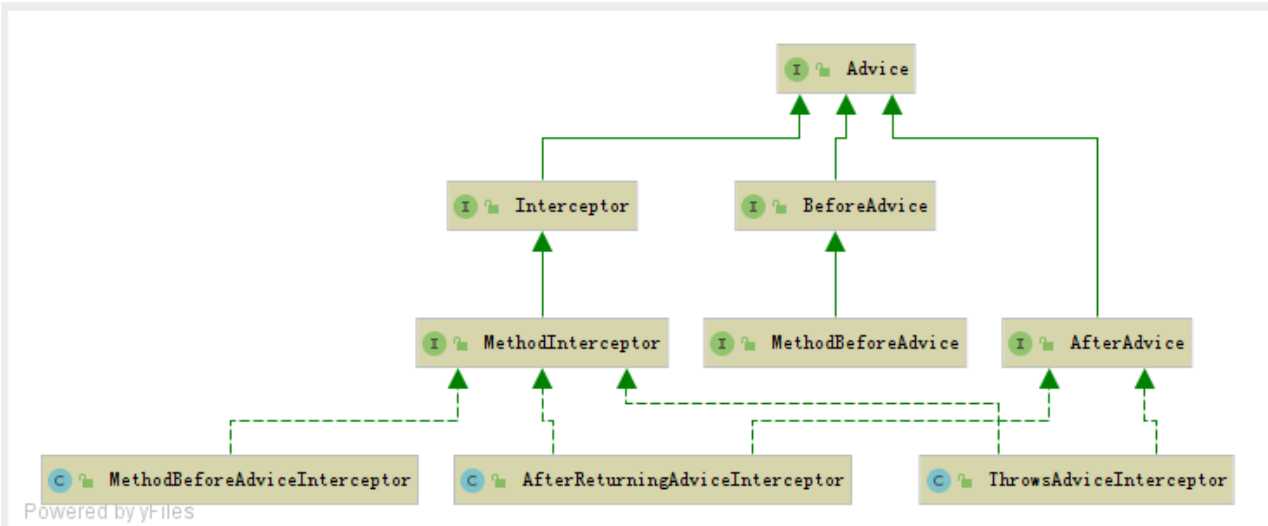 I Advice
I Interceptor
I BeforeAdvice
I MethodInterceptor
I MethodBeforeAdvice
I AfterAdvice
C MethodBeforeAdviceInterceptor
C AfterReturningAdviceInterceptor
C ThrowsAdviceInterceptor
Powered by yFiles